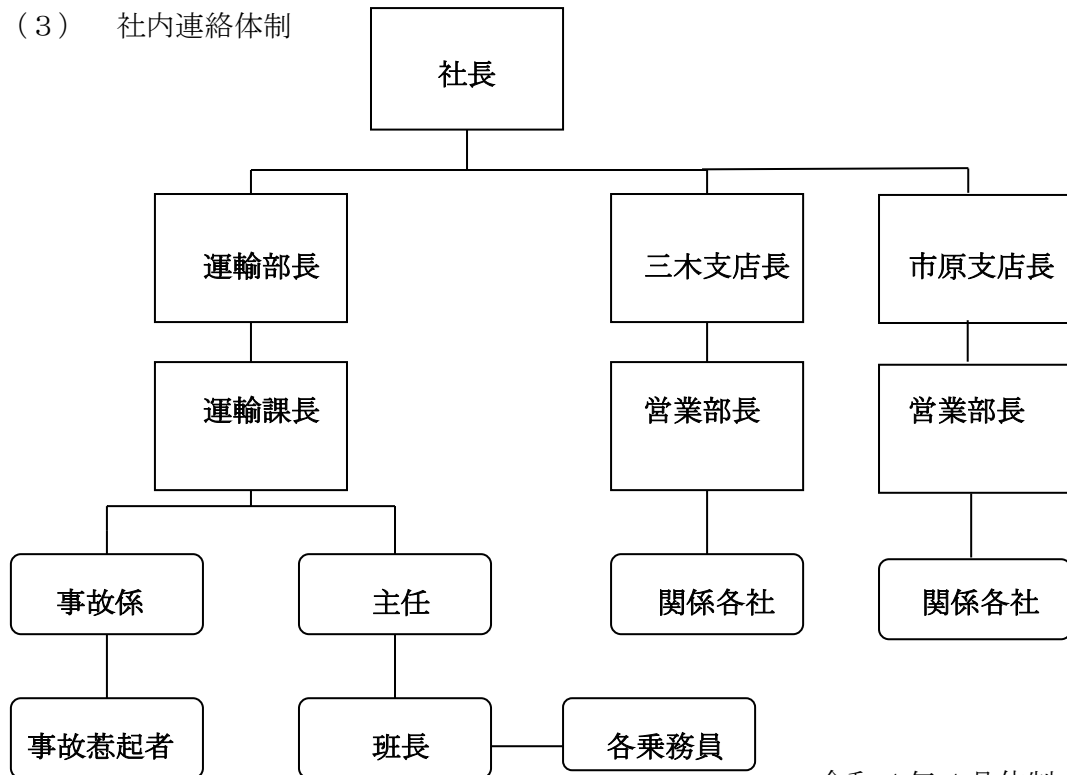 （３）　社内連絡体制
社長
運輸部長
三木支店長
市原支店長
運輸課長
営業部長
営業部長
事故係
主任
関係各社
関係各社
事故惹起者
班長
各乗務員